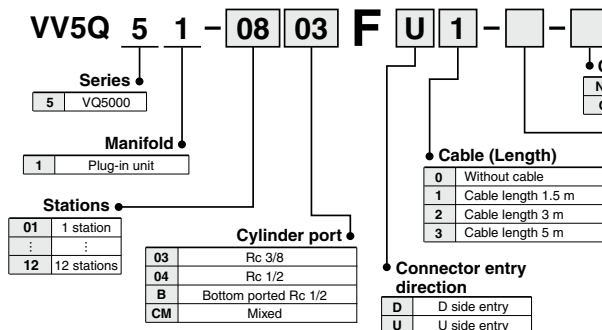 VV5Q 5 1 - 08 03 F U 1 - -
Series
5 VQ5000
Manifold
1 Plug-in unit
Stations
01 1 station
⋮ ⋮
12 12 stations
Cylinder port
03 Rc 3/8
04 Rc 1/2
B Bottom ported Rc 1/2
CM Mixed
Cable (Length)
0 Without cable
1 Cable length 1.5 m
2 Cable length 3 m
3 Cable length 5 m
Connector entry
direction
D D side entry
U U side entry